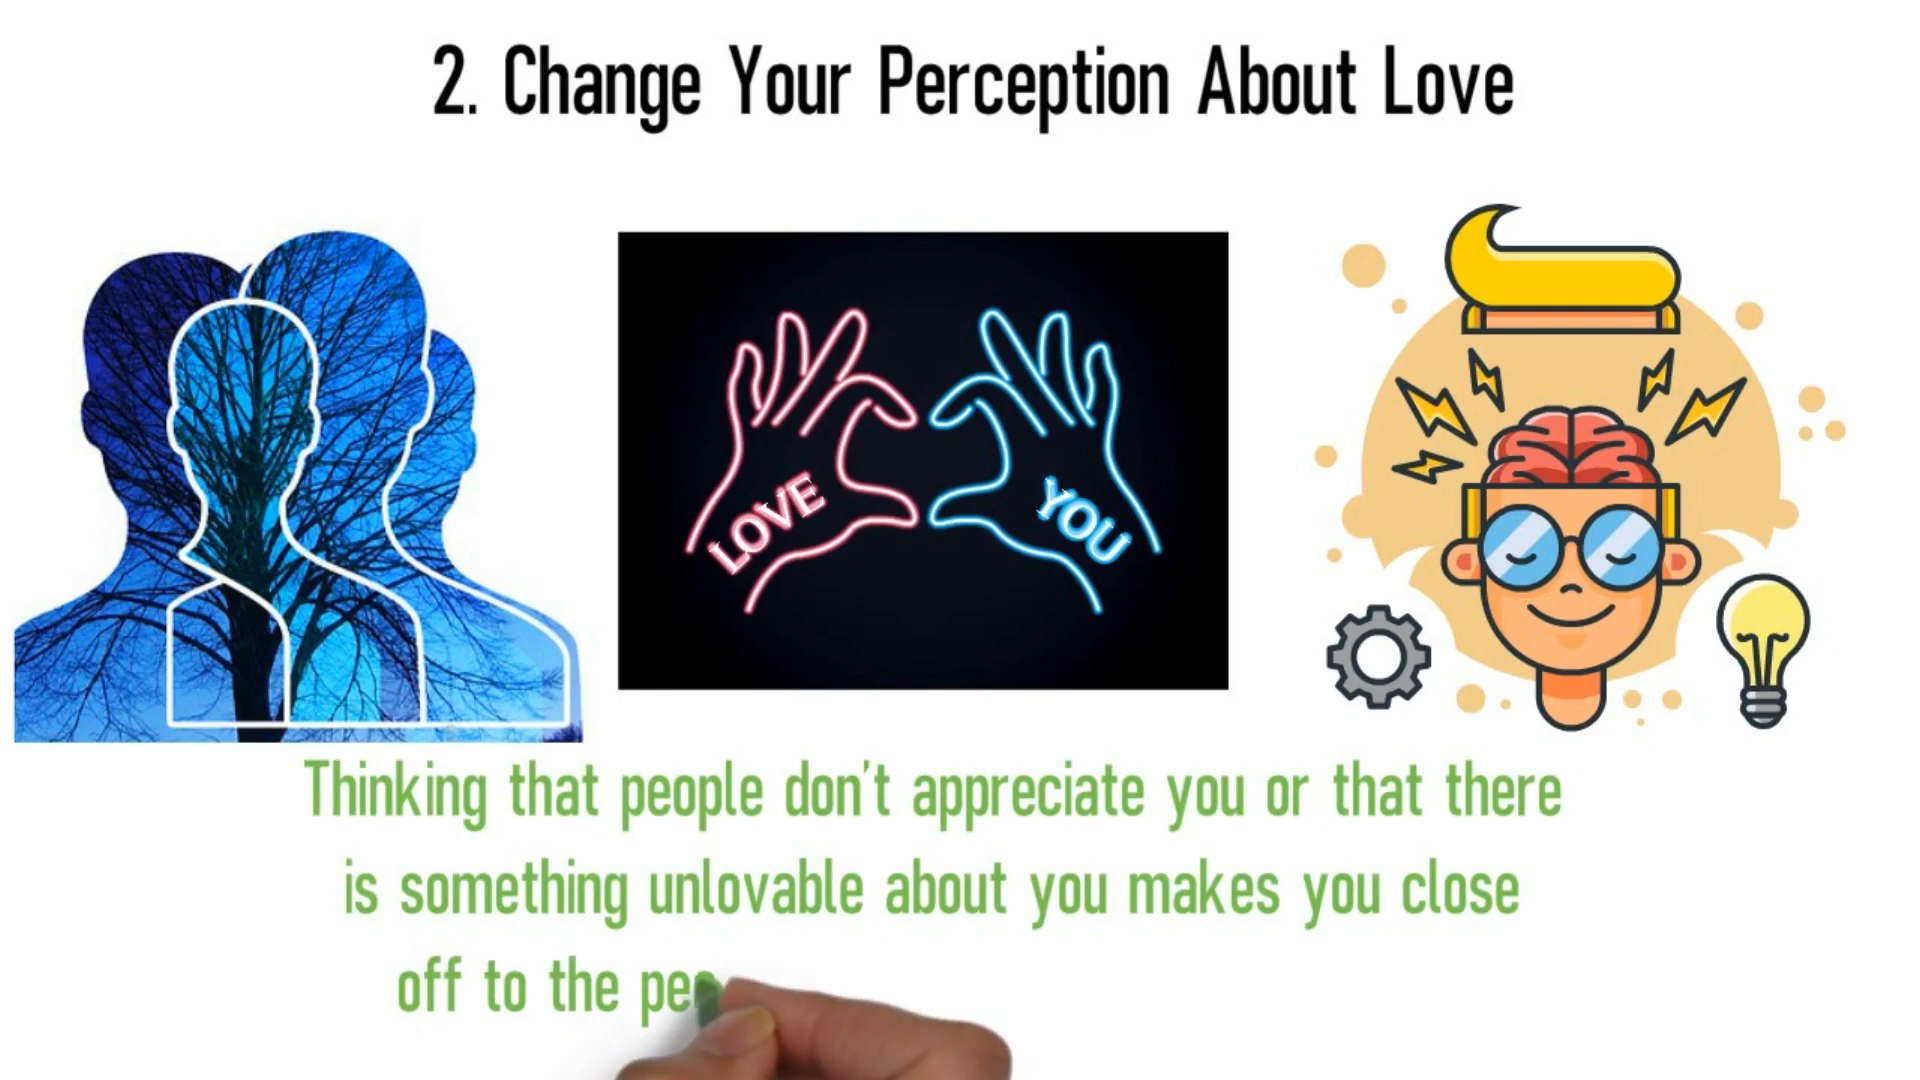 2. Change Your Perception About Love
LOVE
YOU
Thinking that people don't appreciate you or that there
is something unlovable about you makes you close
off to the